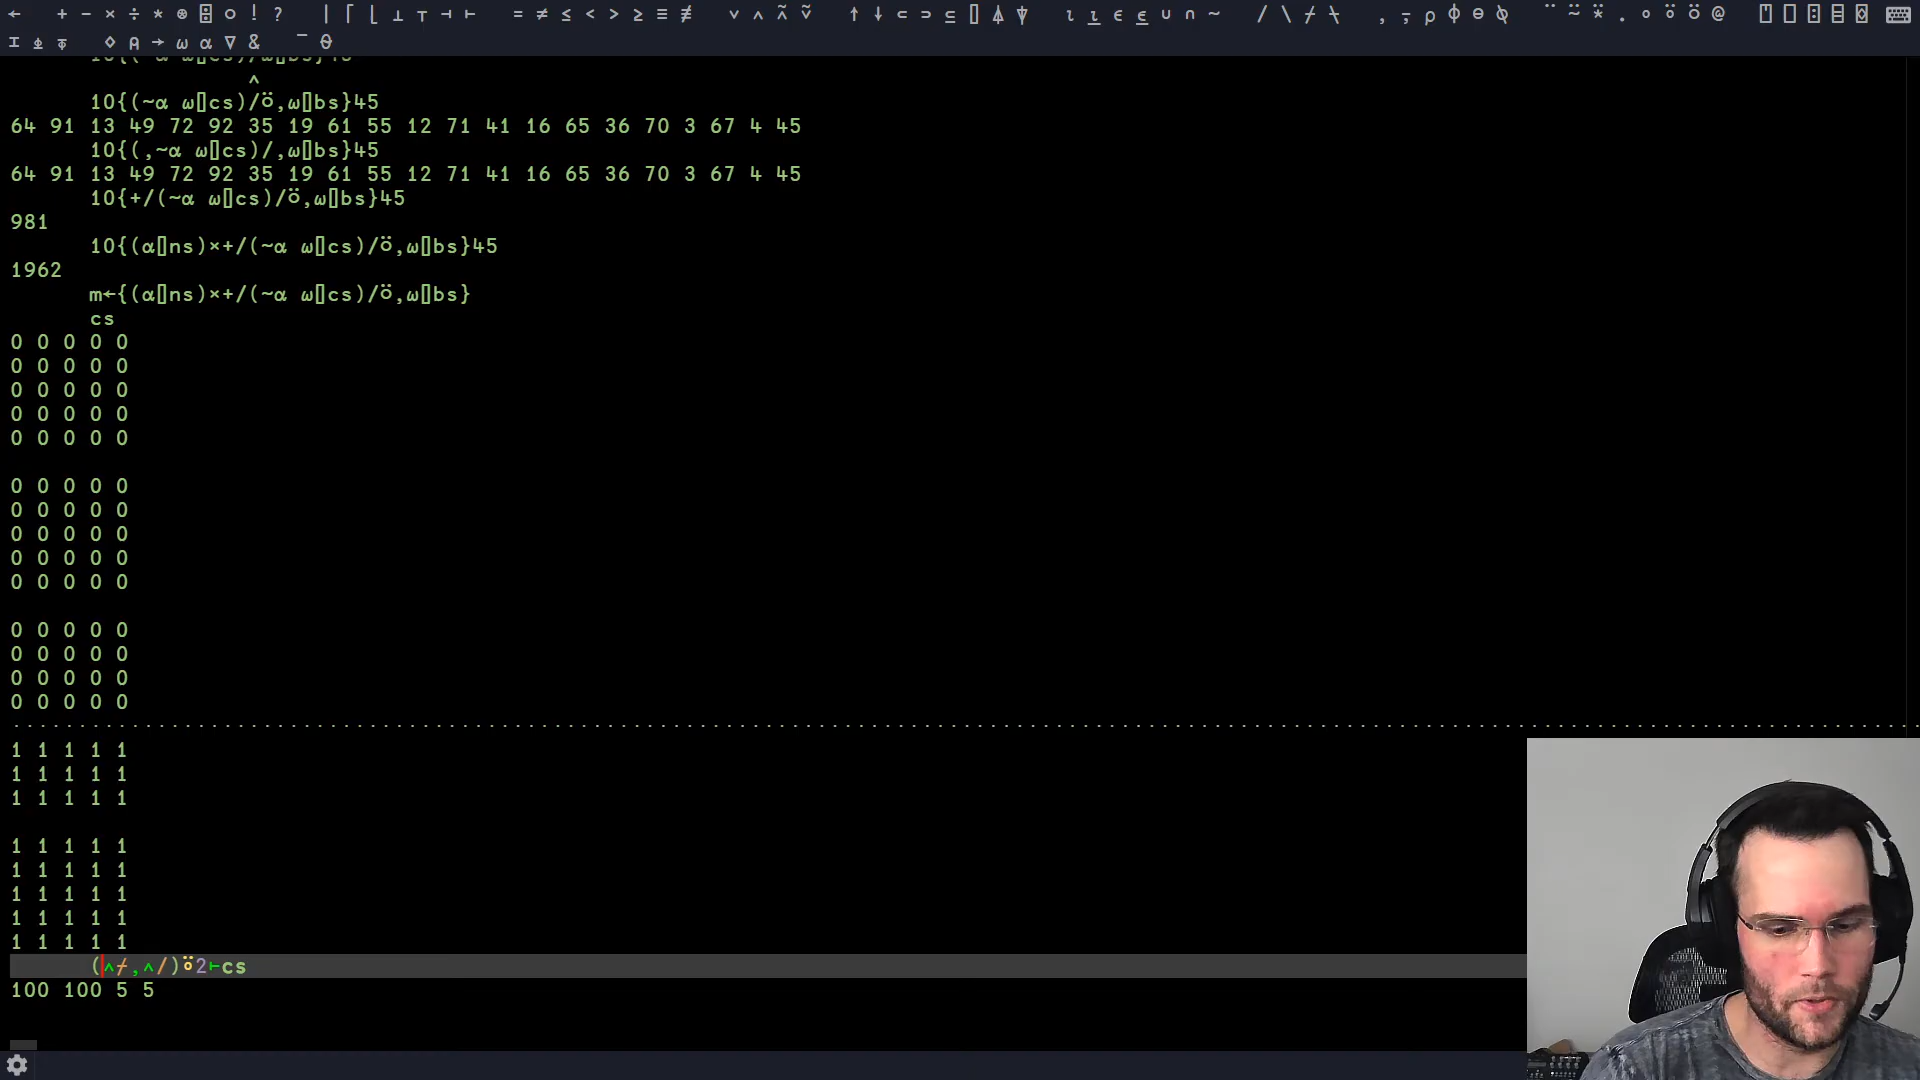 ← + - × ÷ * ⍟ ⌹ ○ ! ? | ⌈ ⌊ ⊥ ⊤ ⊣ ⊢ = ≠ ≤ < > ≥ ≡ ≢ ∨ ∧ ⍲ ⍱ ↑ ↓ ⊂ ⊃ ⊆ ⌷ ⍋ ⍒ ⍳ ⍸ ∊ ⍷ ∪ ∩ ~ / \ ⌿ ⍀ , ⍪ ⍴ ⌽ ⊖ ⍉ ¨ ⍨ ⍣ . ∘ ⍤ ⍥ @ ⍞ ⎕ ⍠ ⌸ ⌺
⌶ ⍎ ⍕ ⋄ ⍝ → ⍵ ⍺ ∇ & ¯ ⍬
10{(~⍺ ⍵⌷cs)/⍵⌷bs}45
^
10{(~⍺ ⍵⌷cs)/⍥,⍵⌷bs}45
64 91 13 49 72 92 35 19 61 55 12 71 41 16 65 36 70 3 67 4 45
10{(,~⍺ ⍵⌷cs)/,⍵⌷bs}45
64 91 13 49 72 92 35 19 61 55 12 71 41 16 65 36 70 3 67 4 45
10{+/(~⍺ ⍵⌷cs)/⍥,⍵⌷bs}45
981
10{(⍺⌷ns)×+/(~⍺ ⍵⌷cs)/⍥,⍵⌷bs}45
1962
m←{(⍺⌷ns)×+/(~⍺ ⍵⌷cs)/⍥,⍵⌷bs}
cs
0 0 0 0 0
0 0 0 0 0
0 0 0 0 0
0 0 0 0 0
0 0 0 0 0
0 0 0 0 0
0 0 0 0 0
0 0 0 0 0
0 0 0 0 0
0 0 0 0 0
0 0 0 0 0
0 0 0 0 0
0 0 0 0 0
0 0 0 0 0
1 1 1 1 1
1 1 1 1 1
1 1 1 1 1
1 1 1 1 1
1 1 1 1 1
1 1 1 1 1
1 1 1 1 1
1 1 1 1 1
(∧⌿,∧/)⍤2⊢cs
100 100 5 5